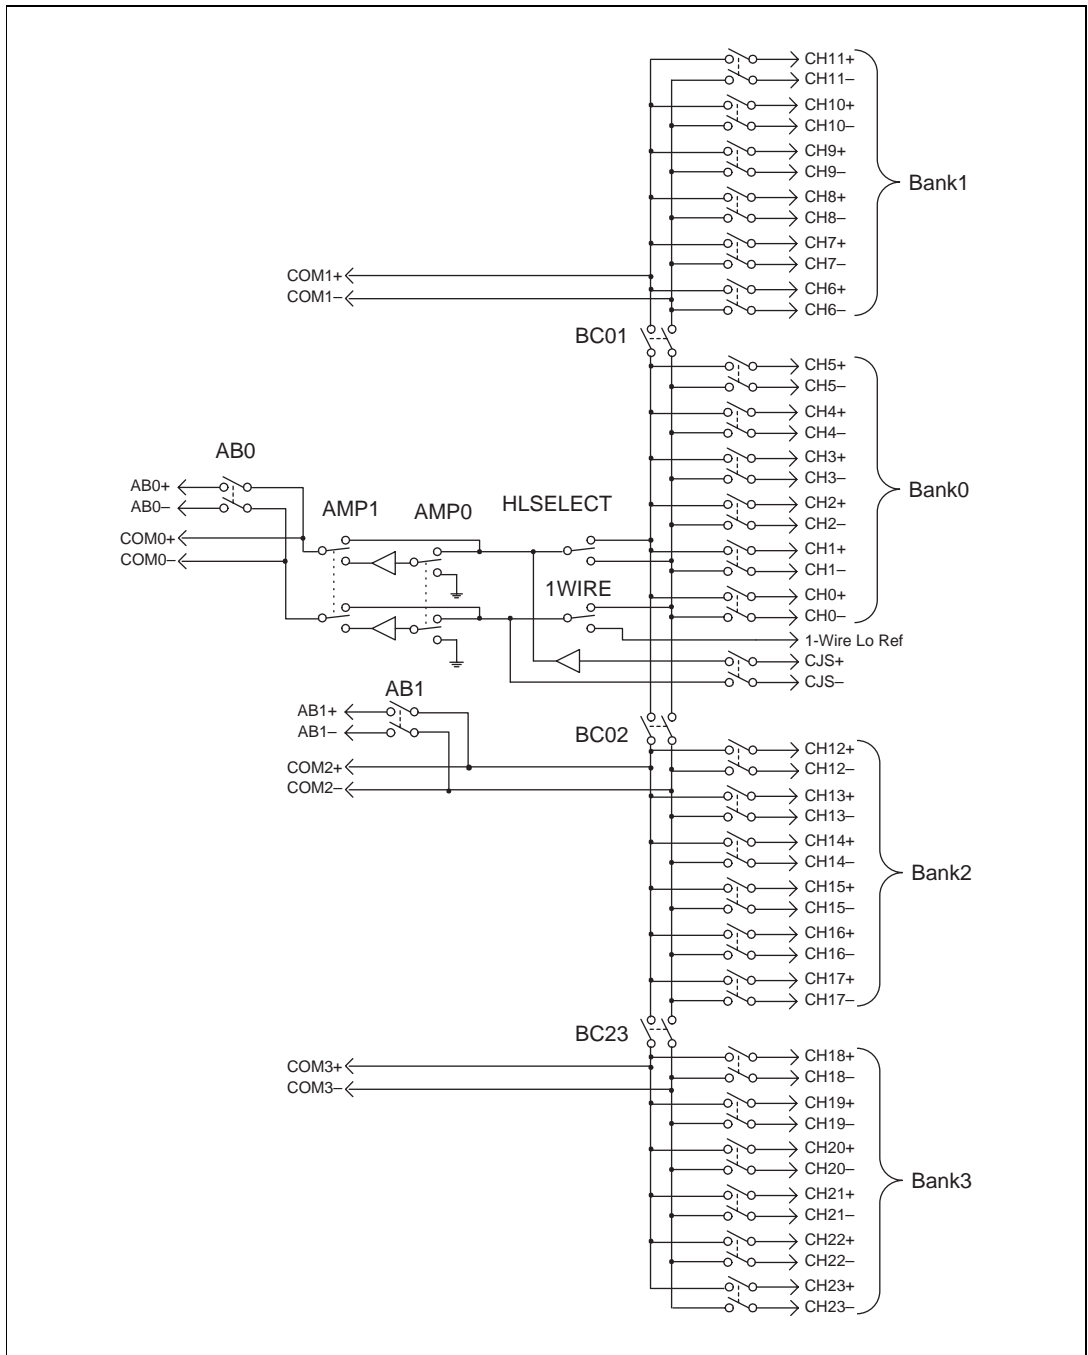 CH11+
CH11–
CH10+
CH10–
CH9+
CH9–
Bank1
CH8+
CH8–
CH7+
CH7–
COM1+
CH6+
COM1–
CH6–
BC01
CH5+
CH5–
CH4+
CH4–
AB0
CH3+
AB0+
CH3–
Bank0
AB0–
AMP1
AMP0
HLSELECT
CH2+
CH2–
COM0+
CH1+
COM0–
CH1–
1WIRE
CH0+
CH0–
1-Wire Lo Ref
CJS+
CJS–
AB1
AB1+
AB1–
BC02
CH12+
COM2+
CH12–
COM2–
CH13+
CH13–
CH14+
CH14–
Bank2
CH15+
CH15–
CH16+
CH16–
CH17+
CH17–
BC23
CH18+
COM3+
CH18–
COM3–
CH19+
CH19–
CH20+
CH20–
Bank3
CH21+
CH21–
CH22+
CH22–
CH23+
CH23–